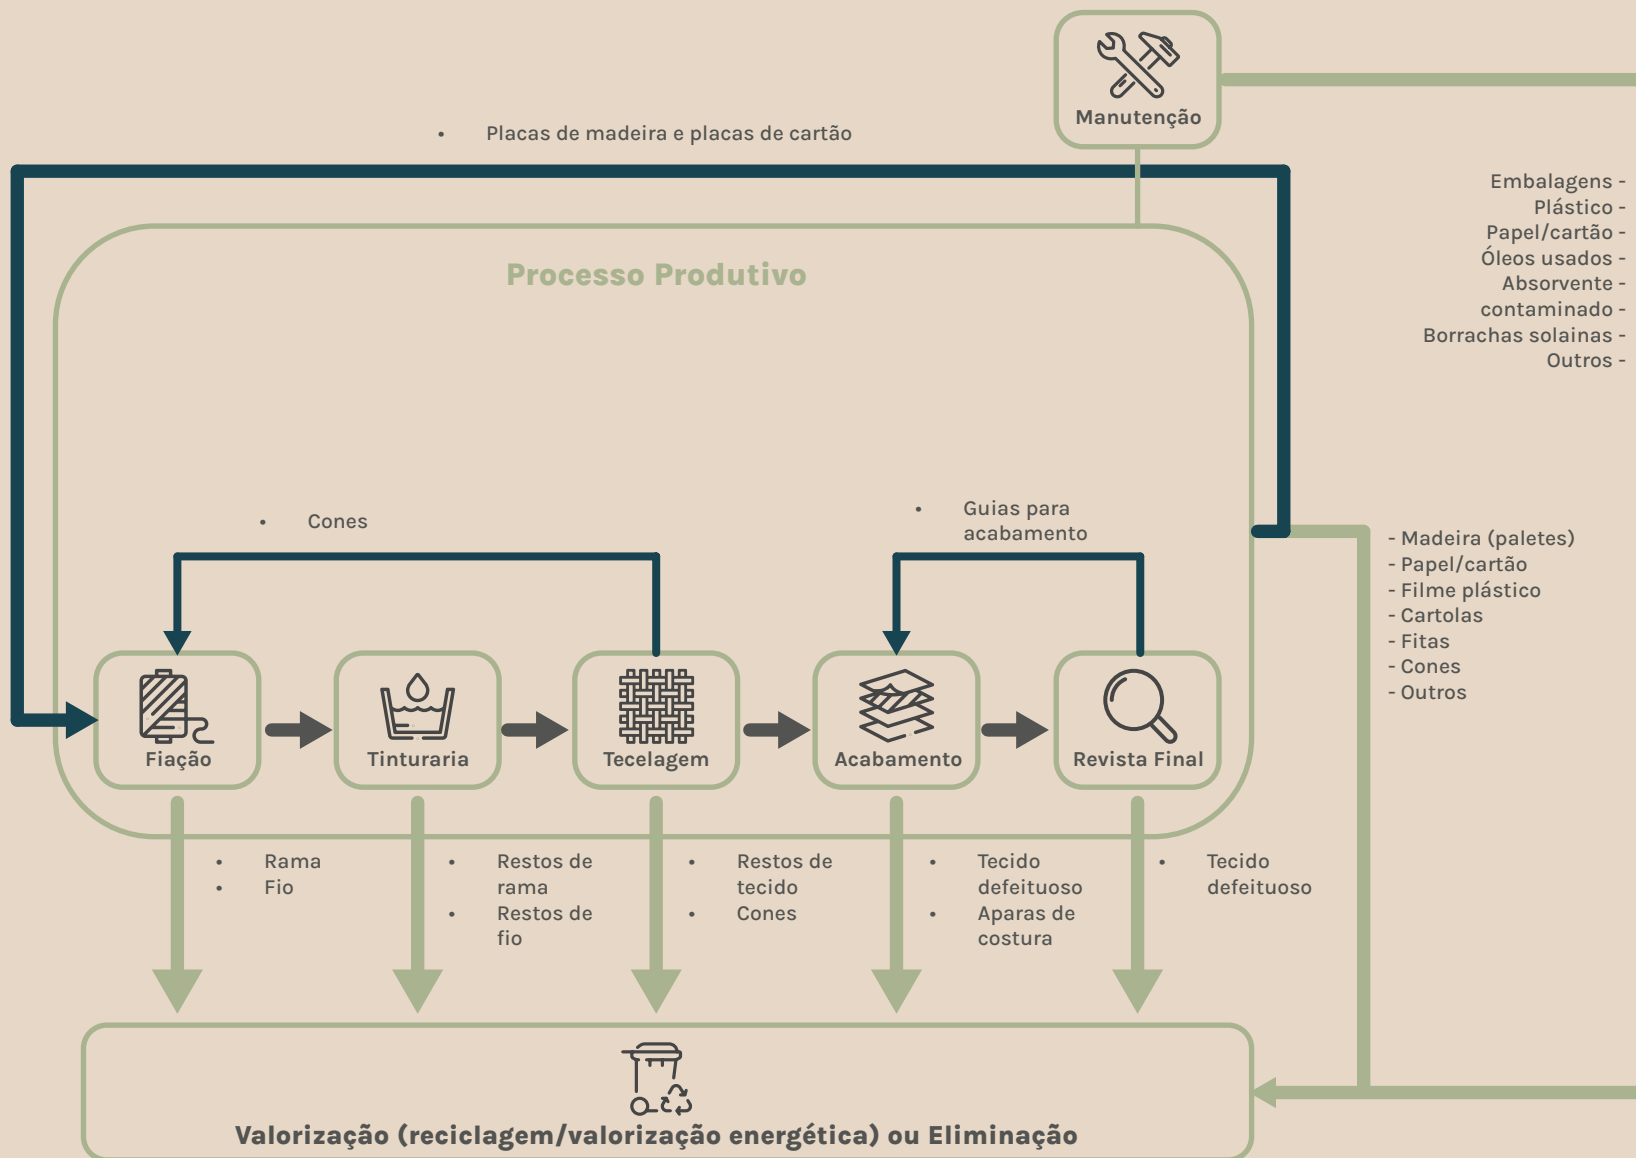 Manutenção
• Placas de madeira e placas de cartão
Embalagens -
Plástico -
Papel/cartão -
Óleos usados -
Absorvente -
contaminado -
Borrachas solainas -
Outros -
Processo Produtivo
• Cones
• Guias para
acabamento
- Madeira (paletes)
- Papel/cartão
- Filme plástico
- Cartolas
- Fitas
- Cones
- Outros
Fiação
Tinturaria
Tecelagem
Acabamento
Revista Final
• Rama
• Fio
• Restos de
rama
• Restos de
fio
• Restos de
tecido
• Cones
• Tecido
defeituoso
• Aparas de
costura
• Tecido
defeituoso
Valorização (reciclagem/valorização energética) ou Eliminação